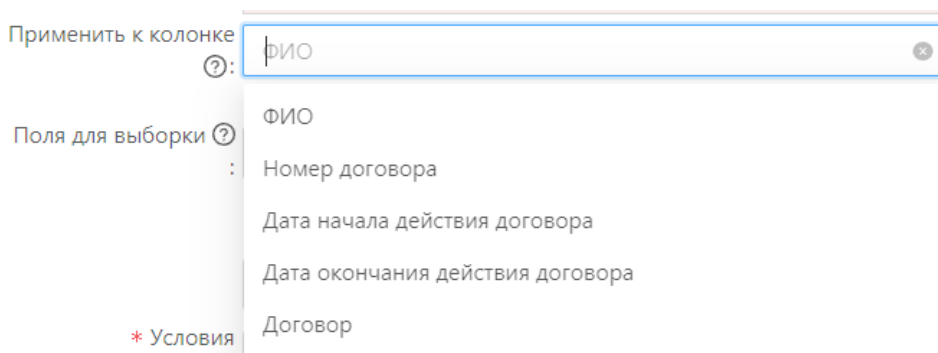 Применить к колонке
?:
ФИО
ФИО
Поля для выборки ?
:
Номер договора
Дата начала действия договора
Дата окончания действия договора
Договор
* Условия